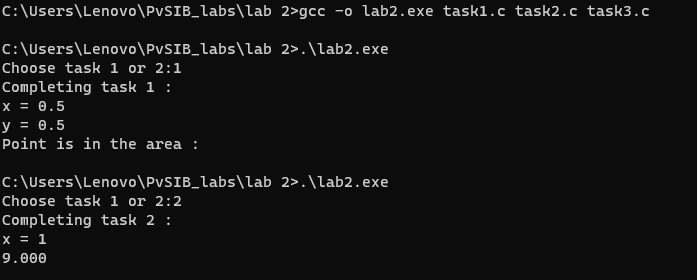 C:\Users\Lenovo\PvSIB_labs\lab 2>gcc -o lab2.exe task1.c task2.c task3.c
C:\Users\Lenovo\PvSIB_labs\lab 2>.\lab2.exe
Choose task 1 or 2:1
Completing task 1 :
x = 0.5
y = 0.5
Point is in the area :
C:\Users\Lenovo\PvSIB_labs\lab 2>.\lab2.exe
Choose task 1 or 2:2
Completing task 2 :
x = 1
9.000